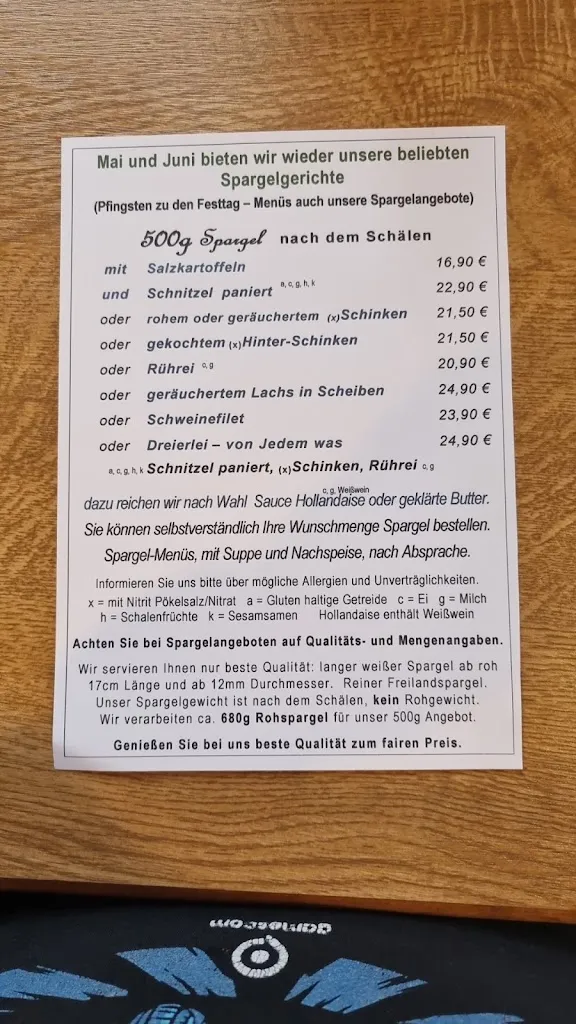 Mai und Juni bieten wir wieder unsere beliebten
Spargelgerichte
(Pfingsten zu den Festtag – Menüs auch unsere Spargelangebote)
500g Spargel nach dem Schälen
mit Salzkartoffeln 16,90 €
und Schnitzel paniert a, c, g, h, k 22,90 €
oder rohem oder geräuchertem (x)Schinken 21,50 €
oder gekochtem (x)Hinter-Schinken 21,50 €
oder Rührei c, g 20,90 €
oder geräuchertem Lachs in Scheiben 24,90 €
oder Schweinefilet 23,90 €
oder Dreierlei – von Jedem was 24,90 €
a, c, g, h, k Schnitzel paniert, (x)Schinken, Rührei c, g
c, g, Weißwein
dazu reichen wir nach Wahl Sauce Hollandaise oder geklärte Butter.
Sie können selbstverständlich Ihre Wunschmenge Spargel bestellen.
Spargel-Menüs, mit Suppe und Nachspeise, nach Absprache.
Informieren Sie uns bitte über mögliche Allergien und Unverträglichkeiten.
x = mit Nitrit Pökelsalz/Nitrat a = Gluten haltige Getreide c = Ei g = Milch
h = Schalenfrüchte k = Sesamsamen Hollandaise enthält Weißwein
Achten Sie bei Spargelangeboten auf Qualitäts- und Mengenangaben.
Wir servieren Ihnen nur beste Qualität: langer weißer Spargel ab roh
17cm Länge und ab 12mm Durchmesser. Reiner Freilandspargel.
Unser Spargelgewicht ist nach dem Schälen, kein Rohgewicht.
Wir verarbeiten ca. 680g Rohspargel für unser 500g Angebot.
Genießen Sie bei uns beste Qualität zum fairen Preis.